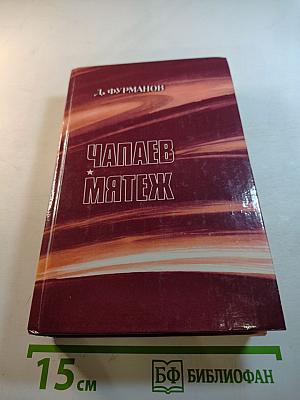 Д. ФУРМАНОВ
ЧАПАЕВ
★
МЯТЕЖ
15 см
БФ БИБЛИОФАН